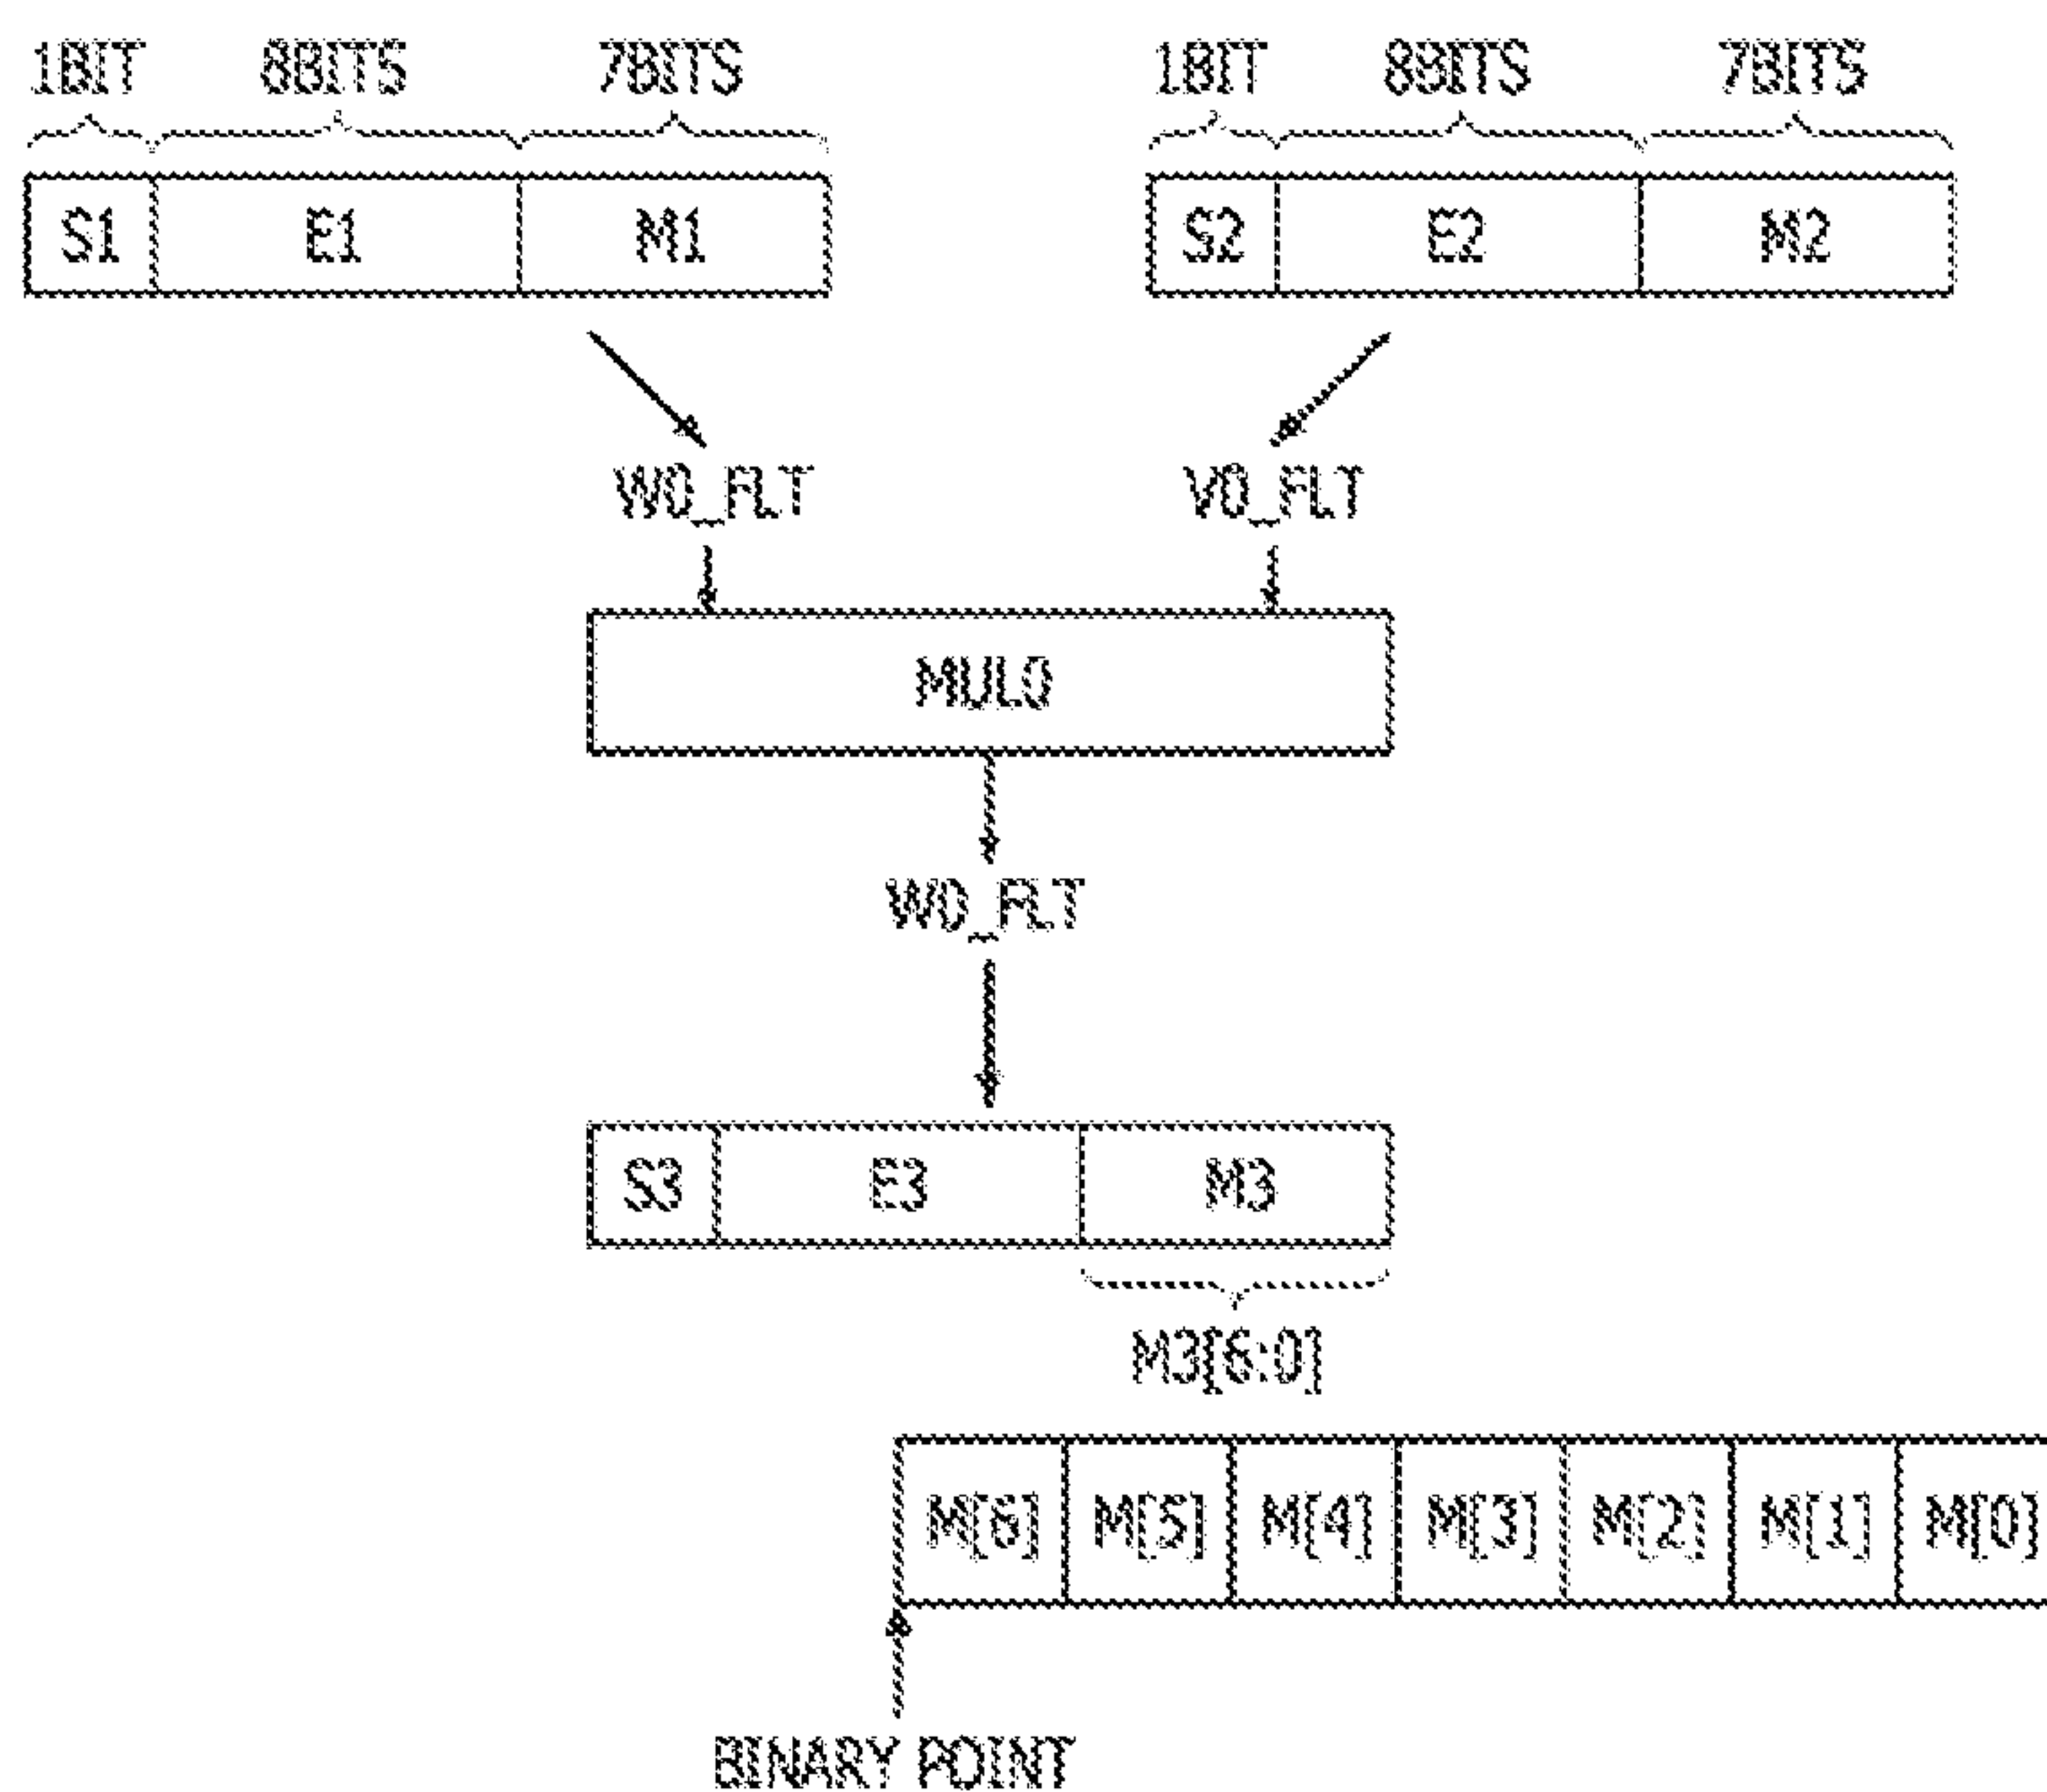 1BIT 8BITS 7BITS 1BIT 8BITS 7BITS
S1 E1 M1 S2 E2 M2
W0_FLT V0_FLT
MUL0
W0_FLT
S3 E3 M3
M3[6:0]
M[6] M[5] M[4] M[3] M[2] M[1] M[0]
BINARY POINT